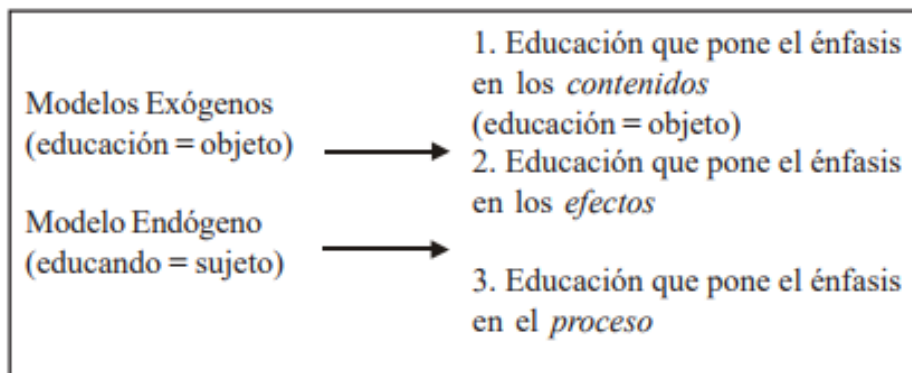 Modelos Exógenos
(educación = objeto)
Modelo Endógeno
(educando = sujeto)
1. Educación que pone el énfasis
en los contenidos
(educación = objeto)
2. Educación que pone el énfasis
en los efectos
3. Educación que pone el énfasis
en el proceso